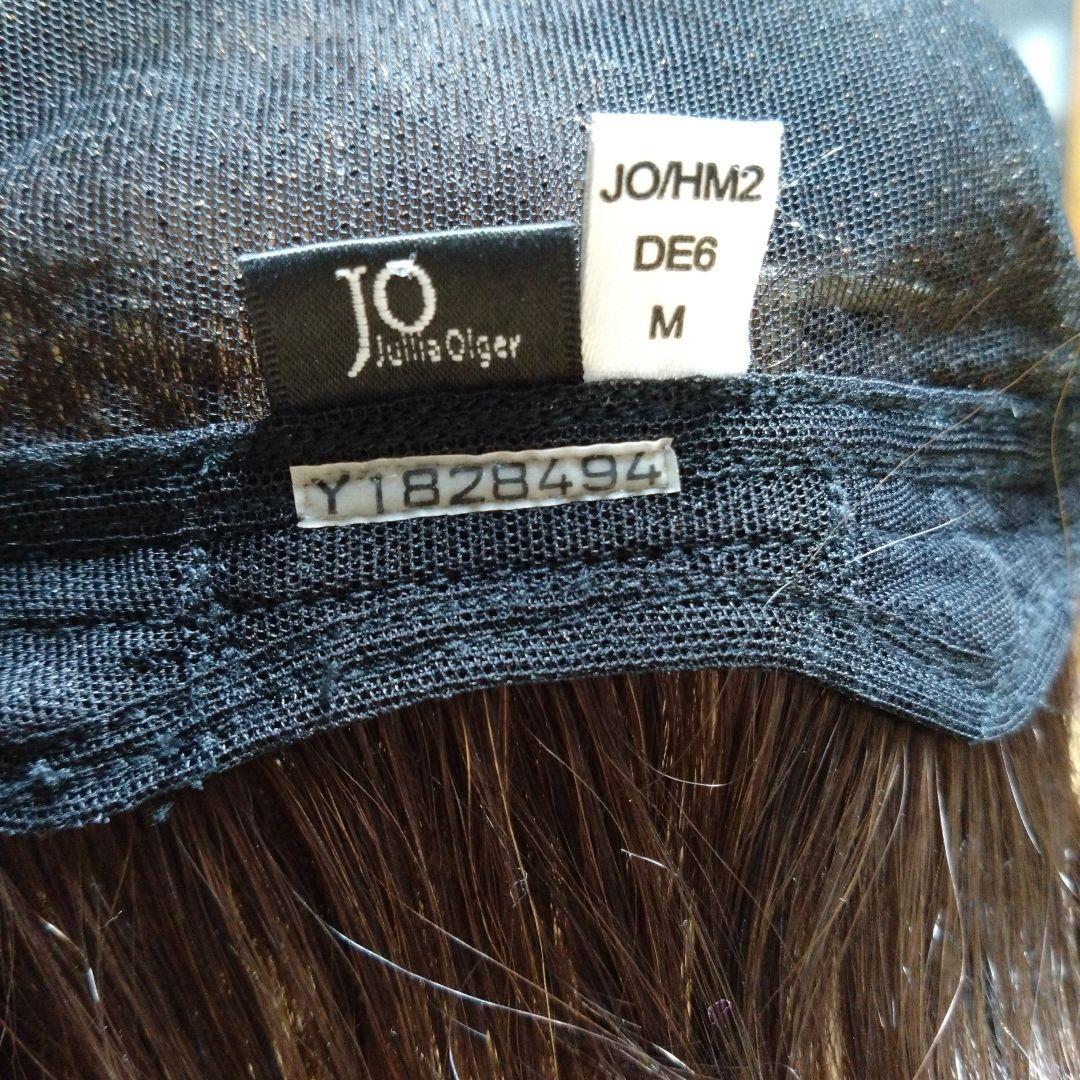 JO
Julia Olger
JO/HM2
DE6
M
Y1828494